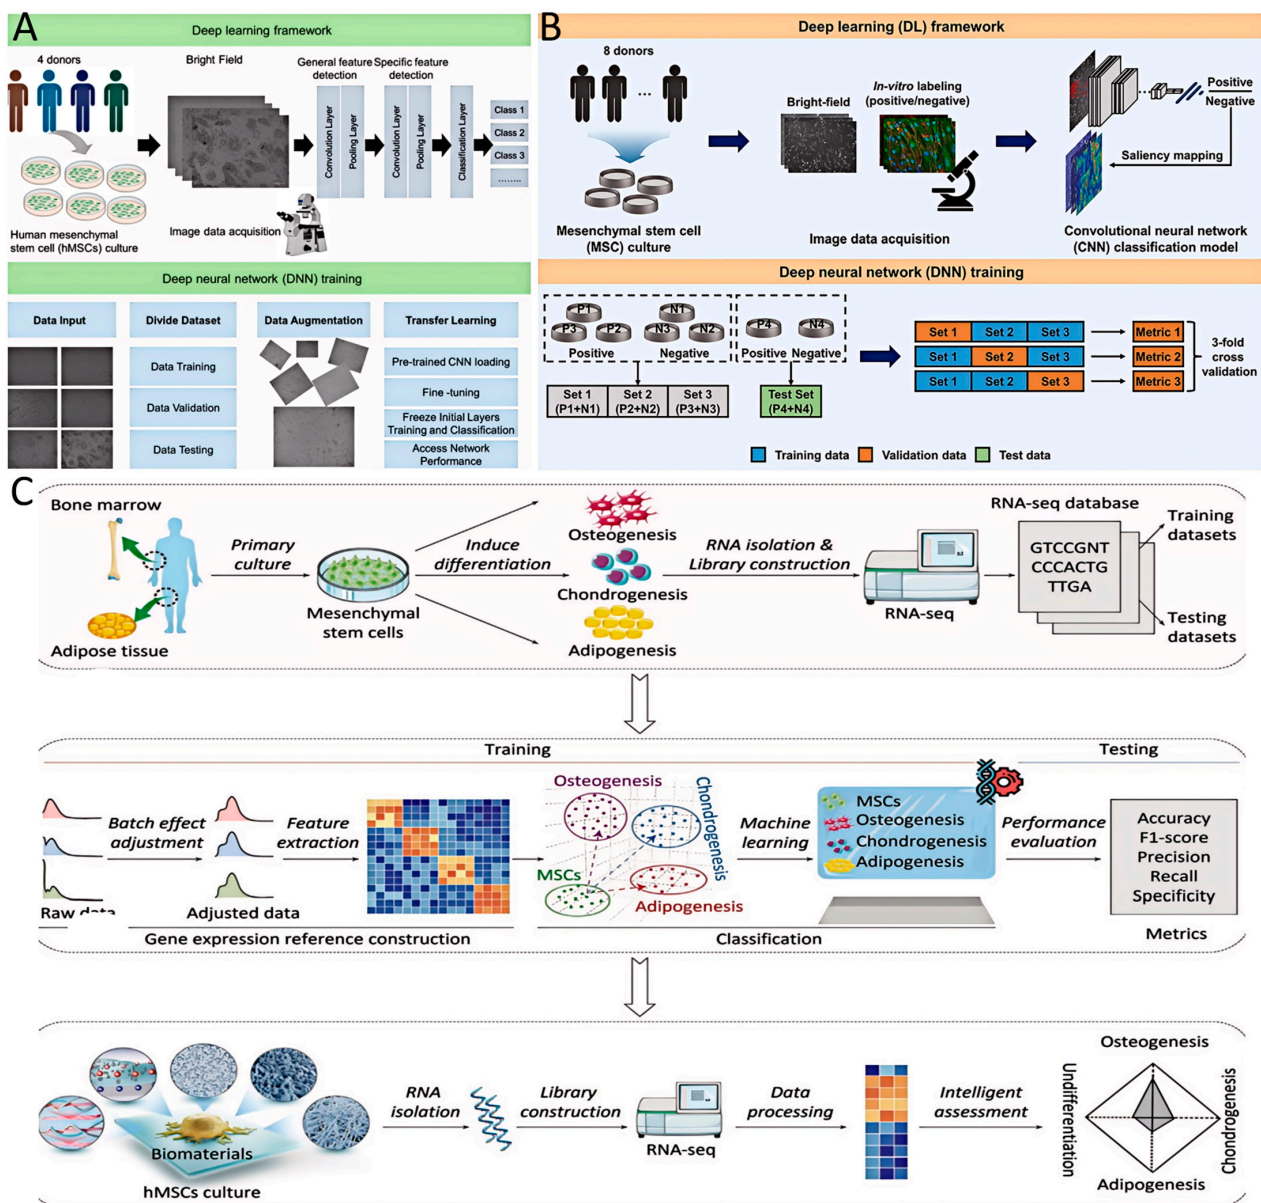 A
Deep learning framework
4 donors
Bright Field
General feature
detection
Specific feature
detection
Convolution Layer
Pooling Layer
Convolution Layer
Pooling Layer
Classification Layer
Class 1
Class 2
Class 3
........
Human mesenchymal
stem cell (hMSCs) culture
Image data acquisition
Deep neural network (DNN) training
Data Input
Divide Dataset
Data Augmentation
Transfer Learning
Data Training
Data Validation
Data Testing
Pre-trained CNN loading
Fine -tuning
Freeze Initial Layers
Training and Classification
Access Network
Performance
B
Deep learning (DL) framework
8 donors
...
Mesenchymal stem cell
(MSC) culture
Bright-field
In-vitro labeling
(positive/negative)
Image data acquisition
Positive
Negative
Saliency mapping
Convolutional neural network
(CNN) classification model
Deep neural network (DNN) training
P1
P3
P2
N1
N3
N2
Positive
Negative
P4
N4
Positive Negative
Set 1
(P1+N1)
Set 2
(P2+N2)
Set 3
(P3+N3)
Test Set
(P4+N4)
Set 1 Set 2 Set 3 Metric 1
Set 1 Set 2 Set 3 Metric 2
Set 1 Set 2 Set 3 Metric 3
3-fold
cross
validation
Training data
Validation data
Test data
C
Bone marrow
Adipose tissue
Primary
culture
Mesenchymal
stem cells
Induce
differentiation
Osteogenesis
Chondrogenesis
Adipogenesis
RNA isolation &
Library construction
RNA-seq
RNA-seq database
GTCCGNT
CCCACTG
TTGA
Training
datasets
Testing
datasets
Training
Testing
Raw data
Batch effect
adjustment
Adjusted data
Feature
extraction
Gene expression reference construction
Osteogenesis
Chondrogenesis
MSCs
Adipogenesis
Machine
learning
MSCs
Osteogenesis
Chondrogenesis
Adipogenesis
Classification
Performance
evaluation
Accuracy
F1-score
Precision
Recall
Specificity
Metrics
Biomaterials
hMSCs culture
RNA
isolation
Library
construction
RNA-seq
Data
processing
Intelligent
assessment
Osteogenesis
Undifferentiation
Chondrogenesis
Adipogenesis